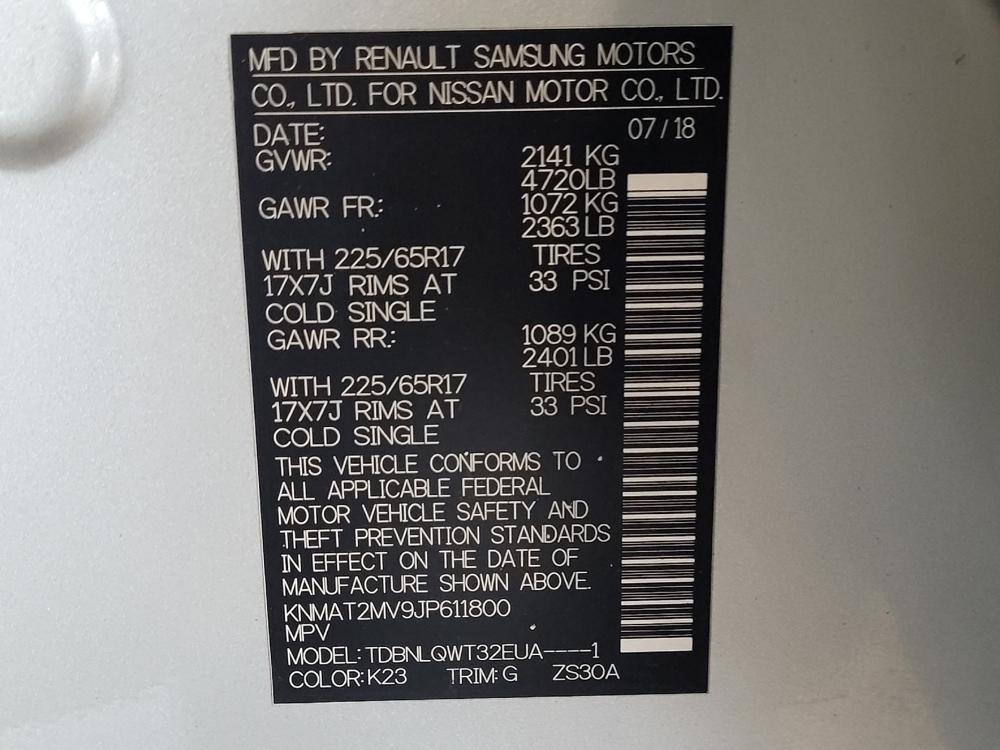 MFD BY RENAULT SAMSUNG MOTORS
CO., LTD. FOR NISSAN MOTOR CO., LTD.
DATE: 07 / 18
GVWR: 2141 KG
4720LB
GAWR FR.: 1072 KG
2363 LB
WITH 225/65R17 TIRES
17X7J RIMS AT 33 PSI
COLD SINGLE
GAWR RR.: 1089 KG
2401 LB
WITH 225/65R17 TIRES
17X7J RIMS AT 33 PSI
COLD SINGLE
THIS VEHICLE CONFORMS TO
ALL APPLICABLE FEDERAL
MOTOR VEHICLE SAFETY AND
THEFT PREVENTION STANDARDS
IN EFFECT ON THE DATE OF
MANUFACTURE SHOWN ABOVE.
KNMAT2MV9JP611800
MPV
MODEL: TDBNLQWT32EUA----1
COLOR: K23 TRIM: G ZS30A